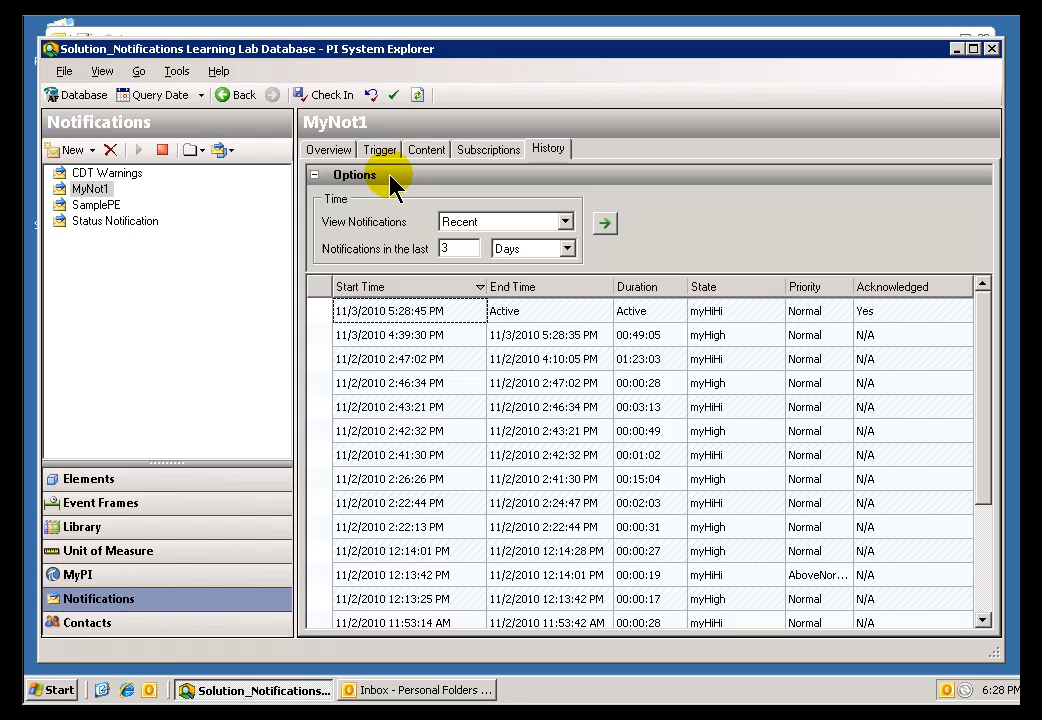 Solution_Notifications Learning Lab Database - PI System Explorer
File View Go Tools Help
Database Query Date Back Check In
Notifications
MyNot1
New
Overview Trigger Content Subscriptions History
CDT Warnings
MyNot1
SamplePE
Status Notification
Options
Time
View Notifications Recent
Notifications in the last 3 Days
Start Time End Time Duration State Priority Acknowledged
11/3/2010 5:28:45 PM Active Active myHiHi Normal Yes
11/3/2010 4:39:30 PM 11/3/2010 5:28:35 PM 00:49:05 myHigh Normal N/A
11/2/2010 2:47:02 PM 11/2/2010 4:10:05 PM 01:23:03 myHiHi Normal N/A
11/2/2010 2:46:34 PM 11/2/2010 2:47:02 PM 00:00:28 myHigh Normal N/A
11/2/2010 2:43:21 PM 11/2/2010 2:46:34 PM 00:03:13 myHiHi Normal N/A
11/2/2010 2:42:32 PM 11/2/2010 2:43:21 PM 00:00:49 myHigh Normal N/A
11/2/2010 2:41:30 PM 11/2/2010 2:42:32 PM 00:01:02 myHiHi Normal N/A
11/2/2010 2:26:26 PM 11/2/2010 2:41:30 PM 00:15:04 myHigh Normal N/A
11/2/2010 2:22:44 PM 11/2/2010 2:24:47 PM 00:02:03 myHiHi Normal N/A
11/2/2010 2:22:13 PM 11/2/2010 2:22:44 PM 00:00:31 myHigh Normal N/A
11/2/2010 12:14:01 PM 11/2/2010 12:14:28 PM 00:00:27 myHigh Normal N/A
11/2/2010 12:13:42 PM 11/2/2010 12:14:01 PM 00:00:19 myHiHi AboveNor... N/A
11/2/2010 12:13:25 PM 11/2/2010 12:13:42 PM 00:00:17 myHigh Normal N/A
11/2/2010 11:53:14 AM 11/2/2010 11:53:42 AM 00:00:28 myHiHi Normal N/A
Elements
Event Frames
Library
Unit of Measure
MyPI
Notifications
Contacts
Start Solution_Notifications... Inbox - Personal Folders ... 6:28 PM